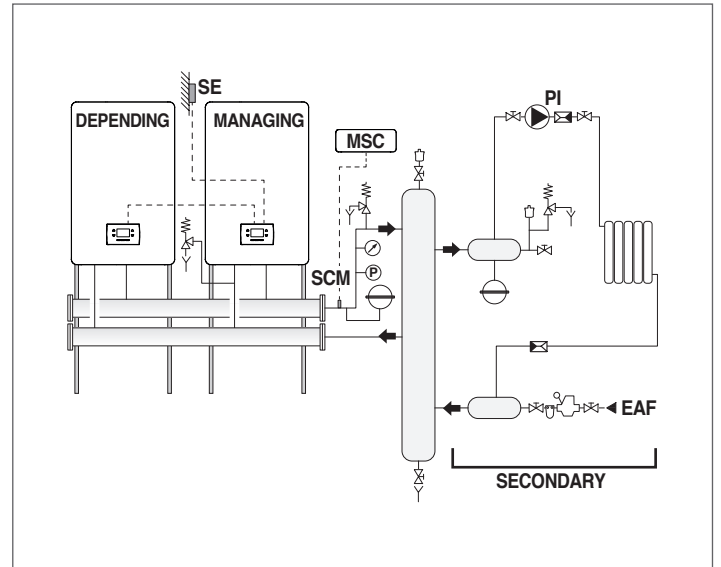 SE
PI
DEPENDING
MANAGING
MSC
SCM
P
EAF
SECONDARY